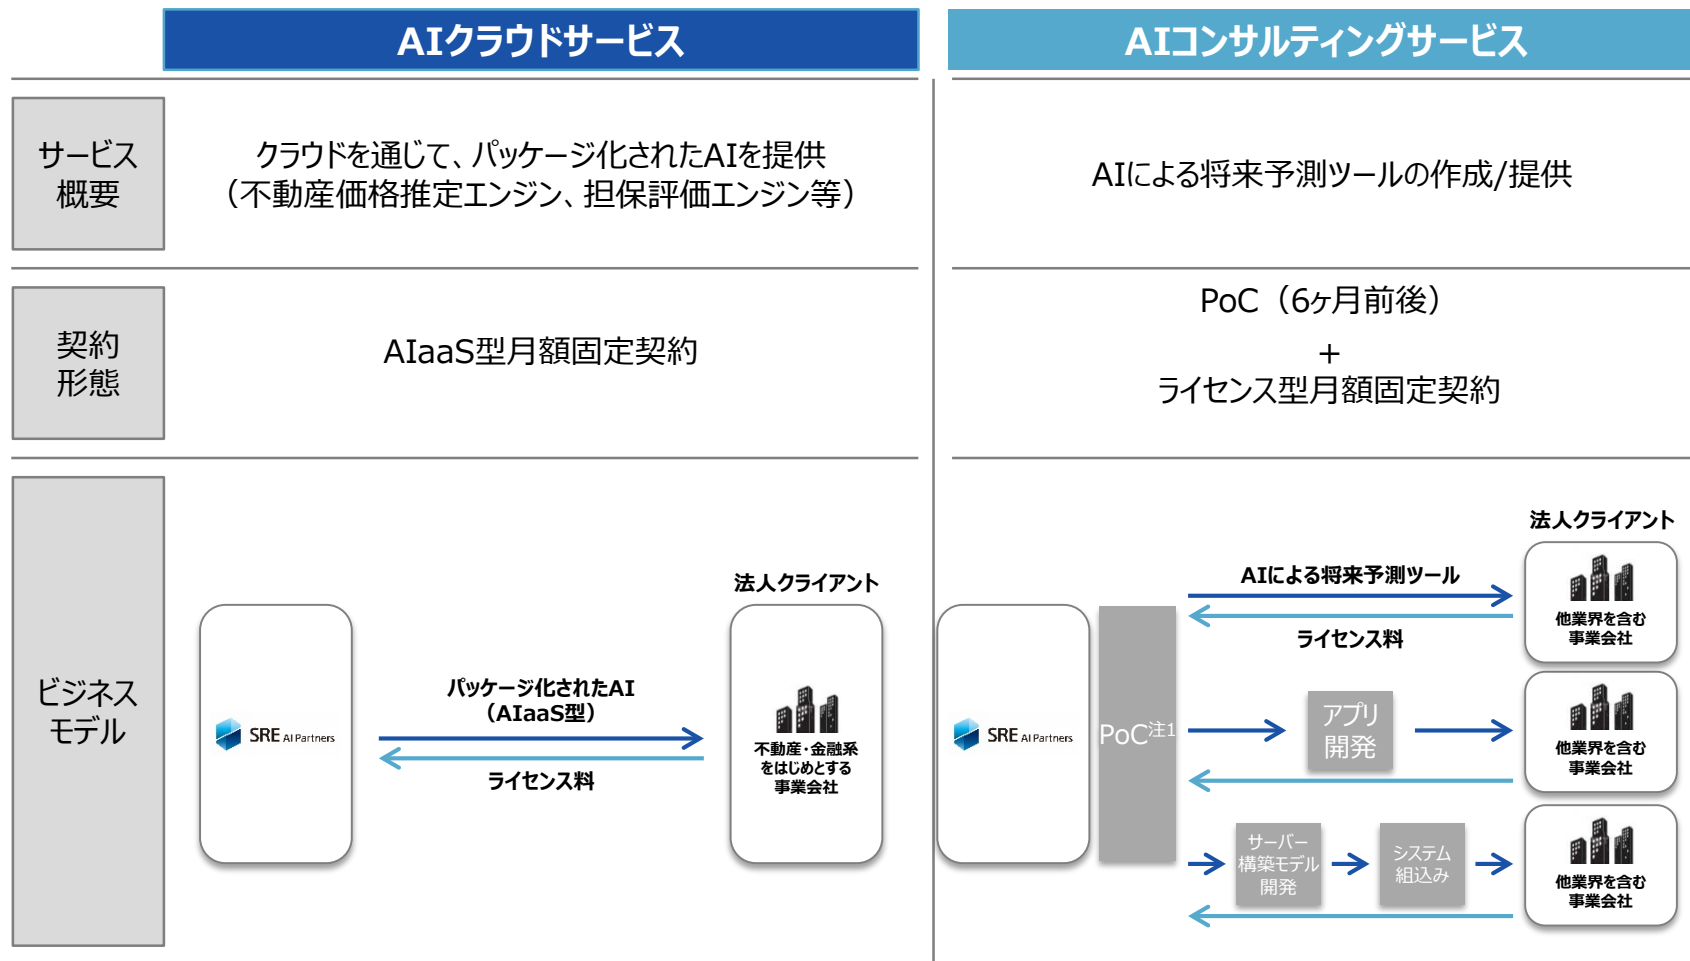 AIクラウドサービス
AIコンサルティングサービス
サービス
概要
クラウドを通じて、パッケージ化されたAIを提供
（不動産価格推定エンジン、担保評価エンジン等）
AIによる将来予測ツールの作成/提供
契約
形態
AIaaS型月額固定契約
PoC（6ヶ月前後）
+
ライセンス型月額固定契約
ビジネス
モデル
SRE AI Partners
パッケージ化されたAI
（AIaaS型）
ライセンス料
法人クライアント
不動産・金融系
をはじめとする
事業会社
SRE AI Partners
PoC注1
AIによる将来予測ツール
ライセンス料
法人クライアント
他業界を含む
事業会社
アプリ
開発
他業界を含む
事業会社
サーバー
構築モデル
開発
システム
組込み
他業界を含む
事業会社